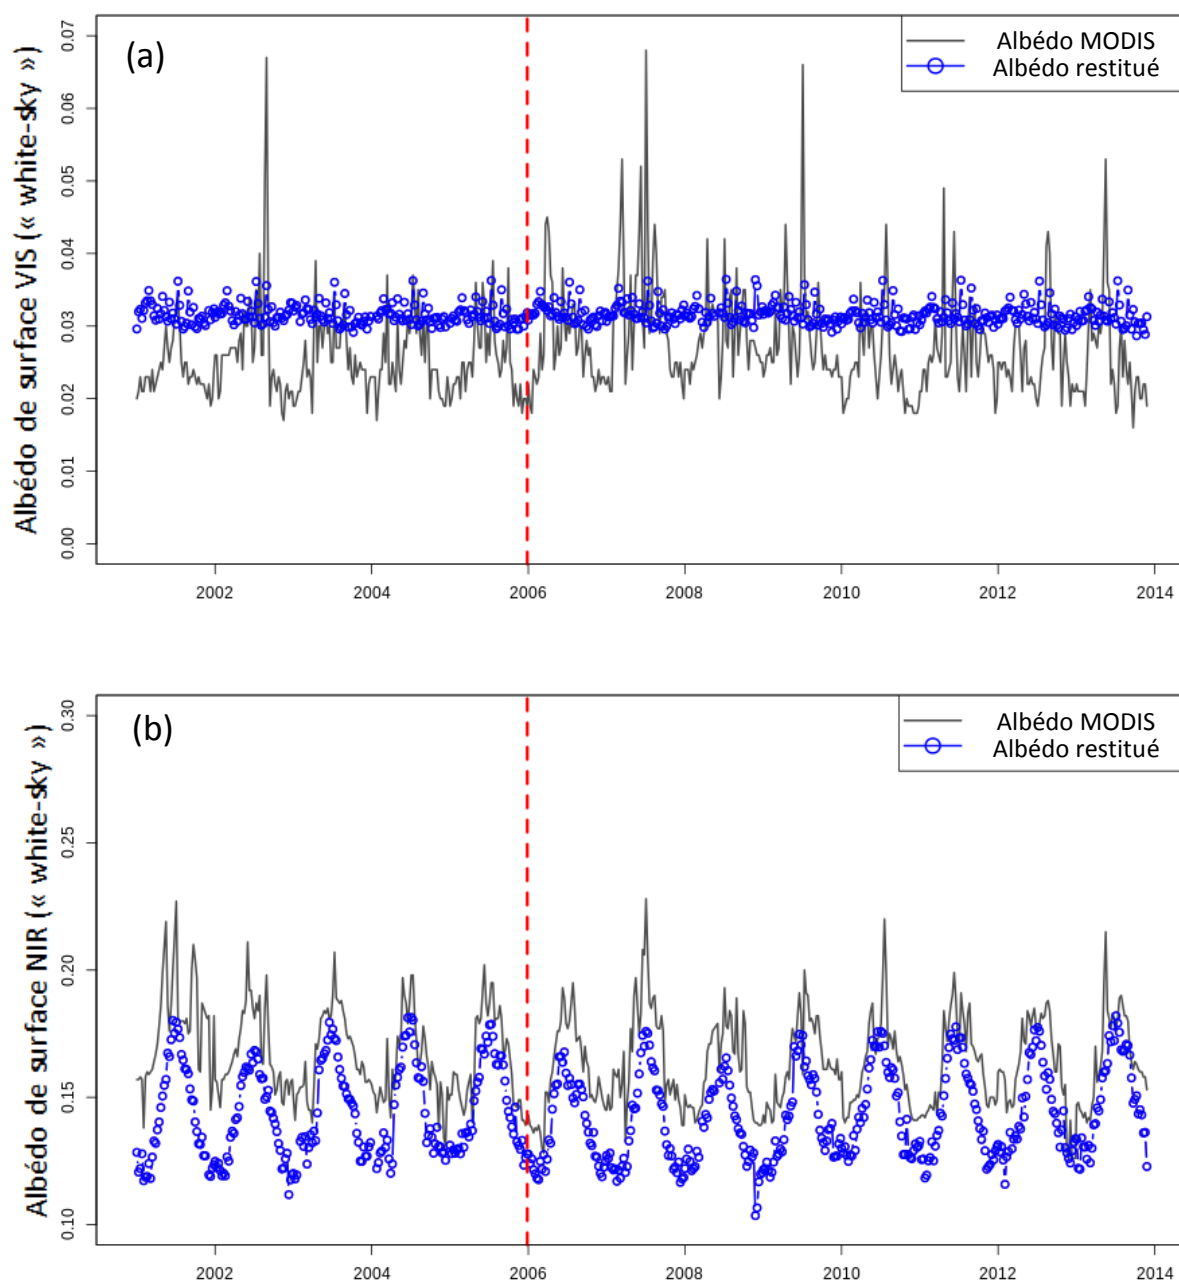 (a)
Albédo MODIS
Albédo restitué
Albédo de surface VIS (« white-sky »)
0.07
0.06
0.05
0.04
0.03
0.02
0.01
0.00
2002 2004 2006 2008 2010 2012 2014
(b)
Albédo MODIS
Albédo restitué
Albédo de surface NIR (« white-sky »)
0.30
0.25
0.20
0.15
0.10
2002 2004 2006 2008 2010 2012 2014